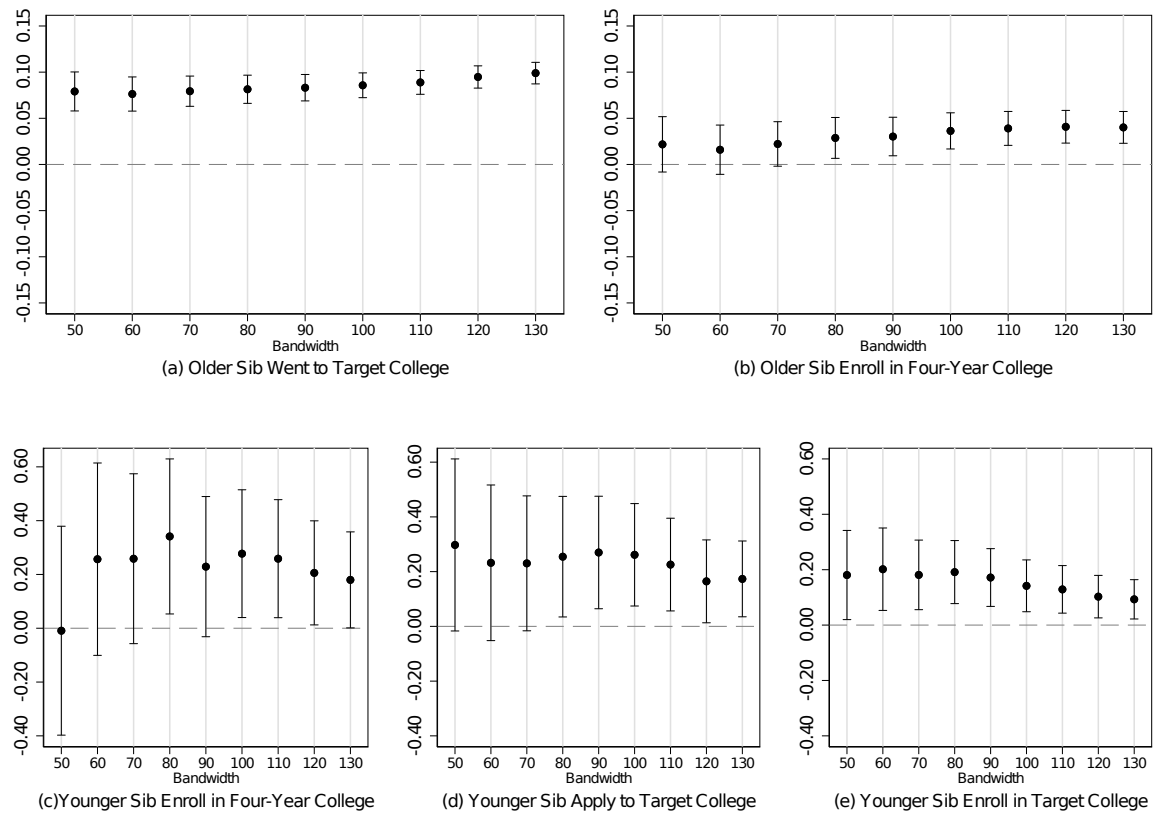 0.15
0.10
0.05
0.00
-0.05
-0.10
-0.15
50 60 70 80 90 100 110 120 130
Bandwidth
(a) Older Sib Went to Target College
0.15
0.10
0.05
0.00
-0.05
-0.10
-0.15
50 60 70 80 90 100 110 120 130
Bandwidth
(b) Older Sib Enroll in Four-Year College
0.60
0.40
0.20
0.00
-0.20
-0.40
50 60 70 80 90 100 110 120 130
Bandwidth
(c)Younger Sib Enroll in Four-Year College
0.60
0.40
0.20
0.00
-0.20
-0.40
50 60 70 80 90 100 110 120 130
Bandwidth
(d) Younger Sib Apply to Target College
0.60
0.40
0.20
0.00
-0.20
-0.40
50 60 70 80 90 100 110 120 130
Bandwidth
(e) Younger Sib Enroll in Target College